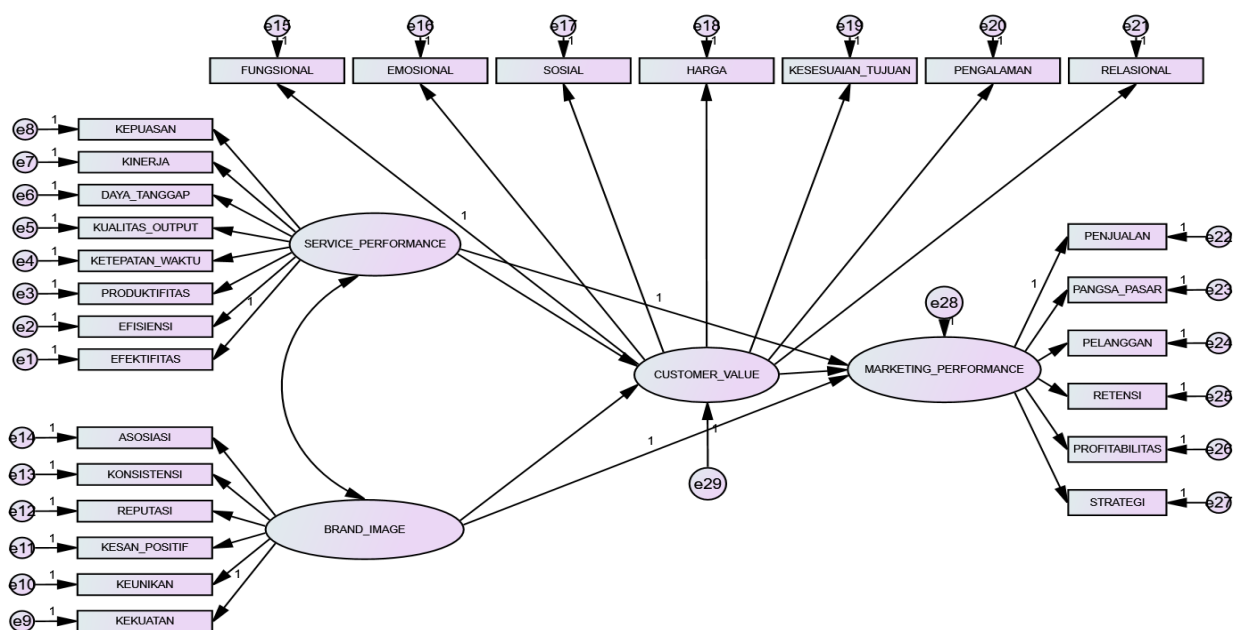 e15
e16
e17
e18
e19
e20
e21
1
1
1
1
1
1
1
FUNGSIONAL
EMOSIONAL
SOSIAL
HARGA
KESESUAIAN_TUJUAN
PENGALAMAN
RELASIONAL
e8
1
KEPUASAN
e7
1
KINERJA
e6
1
DAYA_TANGGAP
e5
1
KUALITAS_OUTPUT
e4
1
KETEPATAN_WAKTU
e3
1
PRODUKTIFITAS
e2
1
EFISIENSI
e1
1
EFEKTIFITAS
1
SERVICE_PERFORMANCE
1
1
e14
1
ASOSIASI
e13
1
KONSISTENSI
e12
1
REPUTASI
e11
1
KESAN_POSITIF
e10
1
KEUNIKAN
e9
1
KEKUATAN
1
BRAND_IMAGE
CUSTOMER_VALUE
1
1
e29
e28
1
MARKETING_PERFORMANCE
1
PENJUALAN
1
e22
PANGSA_PASAR
1
e23
PELANGGAN
1
e24
RETENSI
1
e25
PROFITABILITAS
1
e26
STRATEGI
1
e27